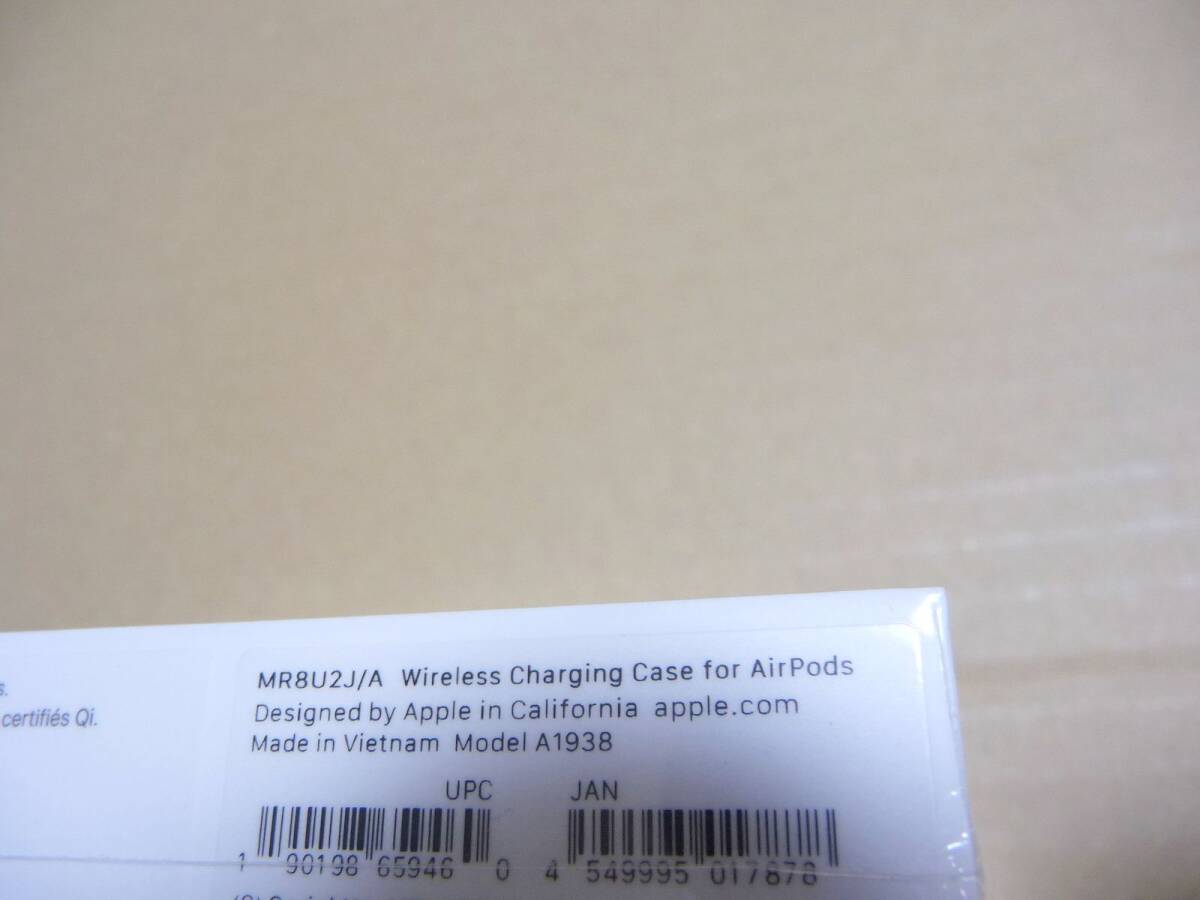 s.
certifiés Qi.
MR8U2J/A Wireless Charging Case for AirPods
Designed by Apple in California apple.com
Made in Vietnam Model A1938
UPC JAN
1 90198 65946 0 4 549995 017878